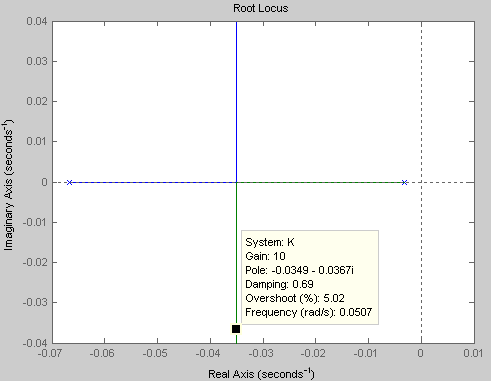 Root Locus
0.04
0.03
0.02
0.01
0
-0.01
-0.02
-0.03
-0.04
Imaginary Axis (seconds⁻¹)
System: K
Gain: 10
Pole: -0.0349 - 0.0367i
Damping: 0.69
Overshoot (%): 5.02
Frequency (rad/s): 0.0507
-0.07 -0.06 -0.05 -0.04 -0.03 -0.02 -0.01 0 0.01
Real Axis (seconds⁻¹)